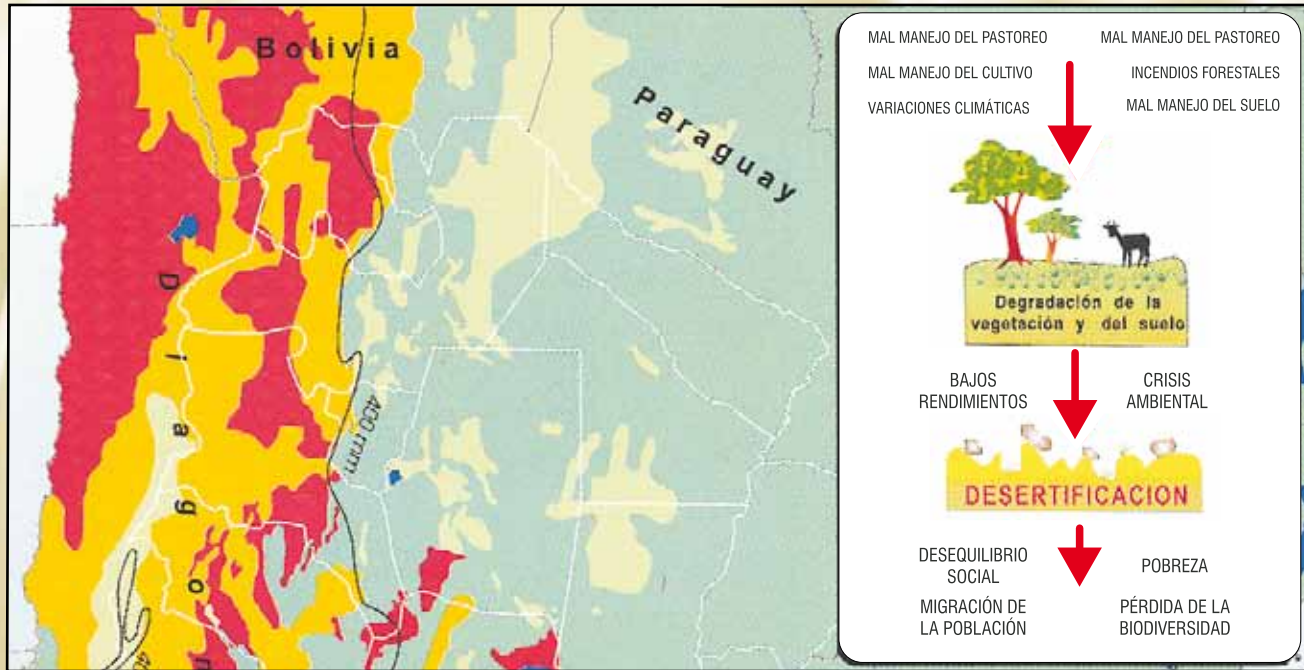 Bolivia
Paraguay
D i a g o n
400 mm
40
MAL MANEJO DEL PASTOREO
MAL MANEJO DEL PASTOREO
MAL MANEJO DEL CULTIVO
INCENDIOS FORESTALES
VARIACIONES CLIMÁTICAS
MAL MANEJO DEL SUELO
Degradación de la
vegetación y del suelo
BAJOS
RENDIMIENTOS
CRISIS
AMBIENTAL
DESERTIFICACION
DESEQUILIBRIO
SOCIAL
POBREZA
MIGRACIÓN DE
LA POBLACIÓN
PÉRDIDA DE LA
BIODIVERSIDAD